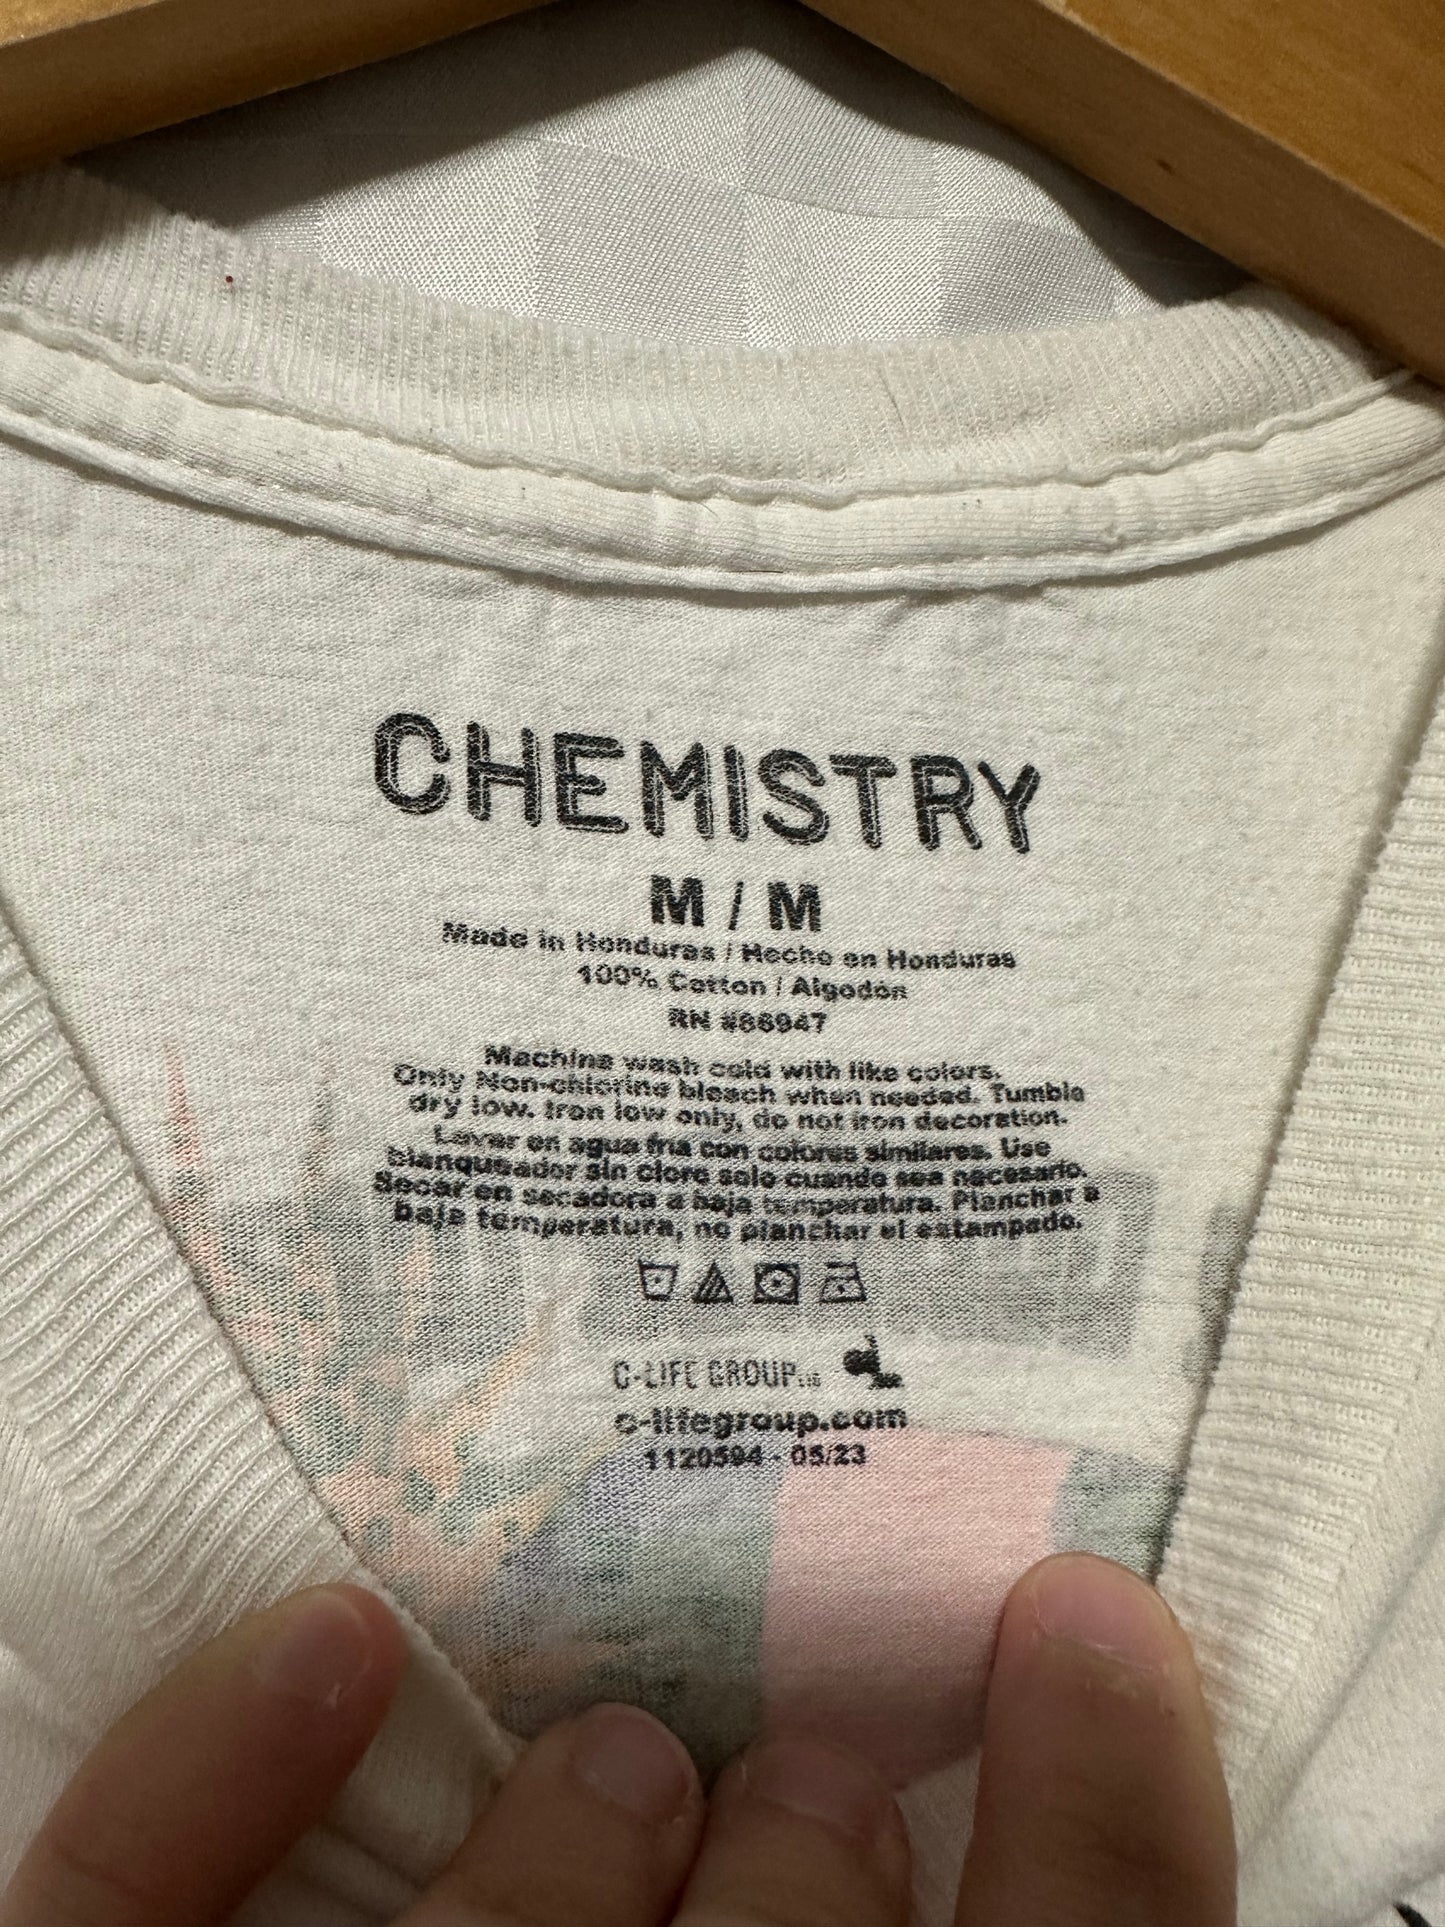 CHEMISTRY
M / M
Made in Honduras / Hecho en Honduras
100% Cotton / Algodón
RN #86947
Machine wash cold with like colors.
Only Non-chlorine bleach when needed. Tumble
dry low. Iron low only, do not iron decoration.
Lavar en agua fria con colores similares. Use
blanqueador sin cloro solo cuando sea necesario.
Secar en secadora a baja temperatura. Planchar a
baja temperatura, no planchar el estampado.
C-LIFE GROUP LTD
c-lifegroup.com
1120594 - 05/23